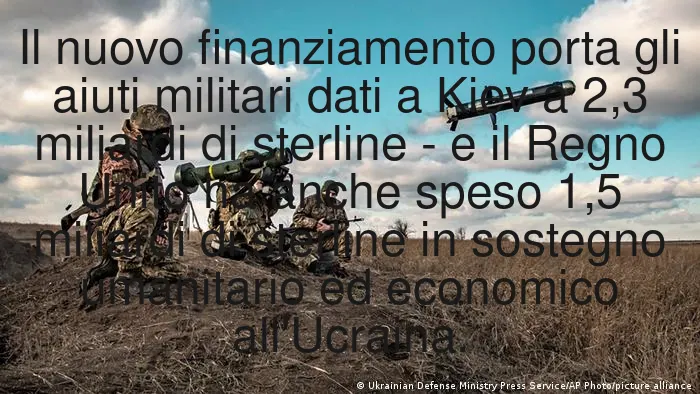 Il nuovo finanziamento porta gli
aiuti militari dati a Kiev a 2,3
miliardi di sterline - e il Regno
Unito ha anche speso 1,5
miliardi di sterline in sostegno
umanitario ed economico
all'Ucraina.
© Ukrainian Defense Ministry Press Service/AP Photo/picture alliance